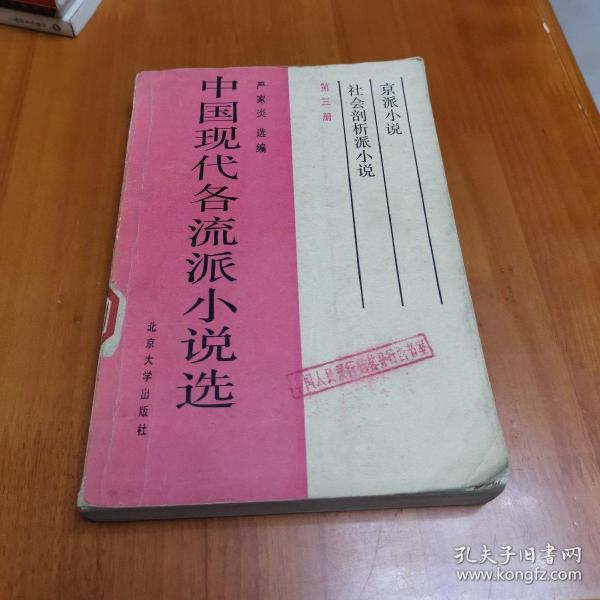 京派小说
社会剖析派小说
第三册
严家炎 选编
中国现代各流派小说选
北京大学出版社
孔夫子旧书网
www.kongfz.com